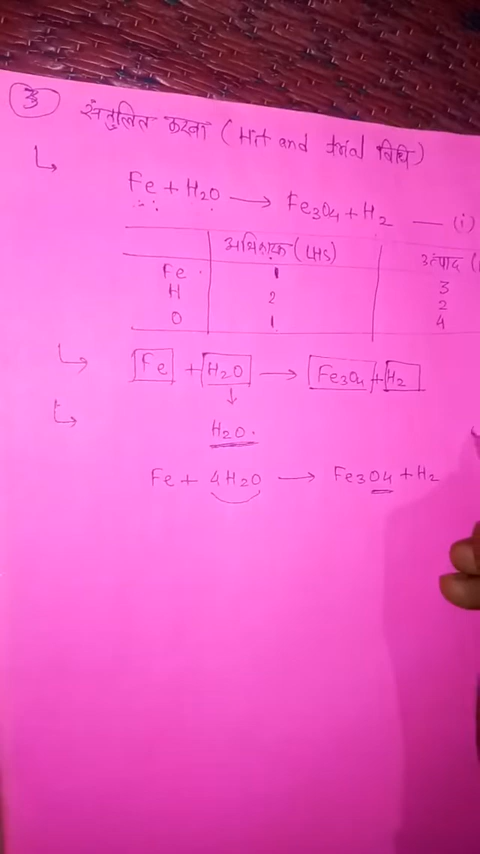 3
संतुलित करना (Hit and trial विधि)
Fe + H2O → Fe3O4 + H2 — (i)
अभिकारक (LHS) उत्पाद (
Fe 1 3
H 2 2
O 1 4
Fe + H2O → Fe3O4 + H2
H2O.
Fe + 4H2O → Fe3O4 + H2